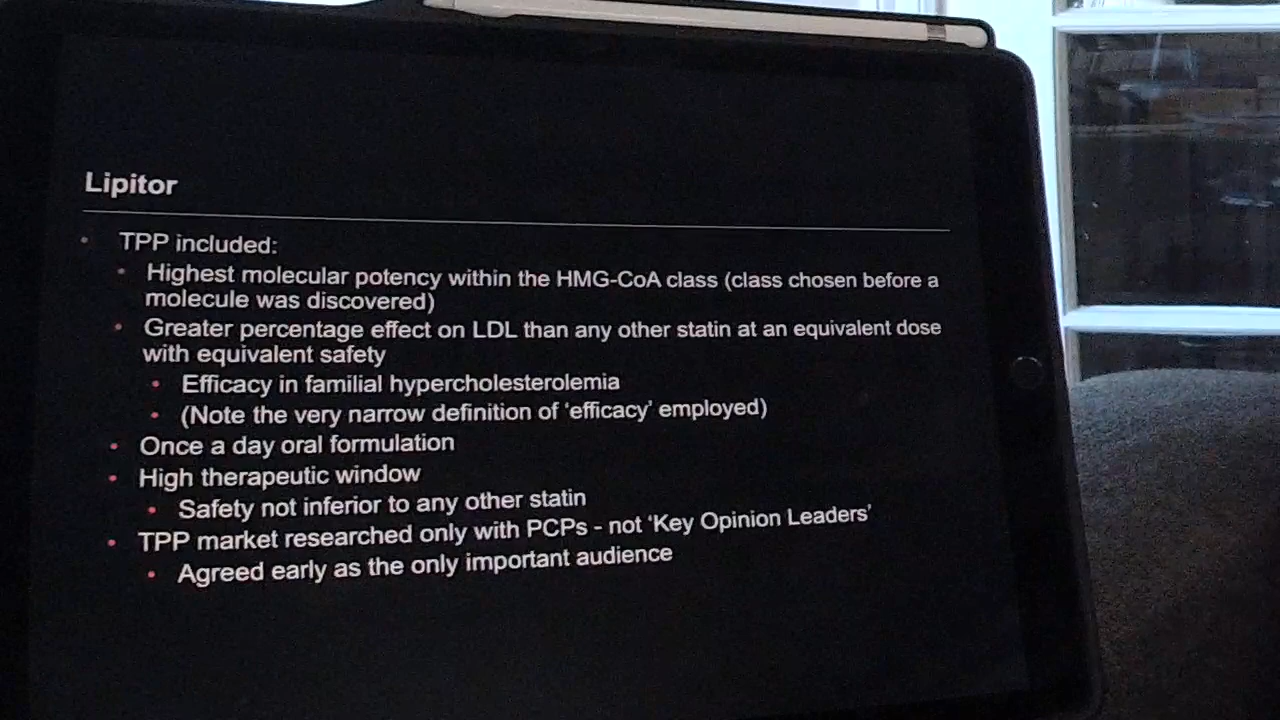 Lipitor
• TPP included:
• Highest molecular potency within the HMG-CoA class (class chosen before a
molecule was discovered)
• Greater percentage effect on LDL than any other statin at an equivalent dose
with equivalent safety
• Efficacy in familial hypercholesterolemia
• (Note the very narrow definition of ‘efficacy’ employed)
• Once a day oral formulation
• High therapeutic window
• Safety not inferior to any other statin
• TPP market researched only with PCPs - not ‘Key Opinion Leaders’
• Agreed early as the only important audience